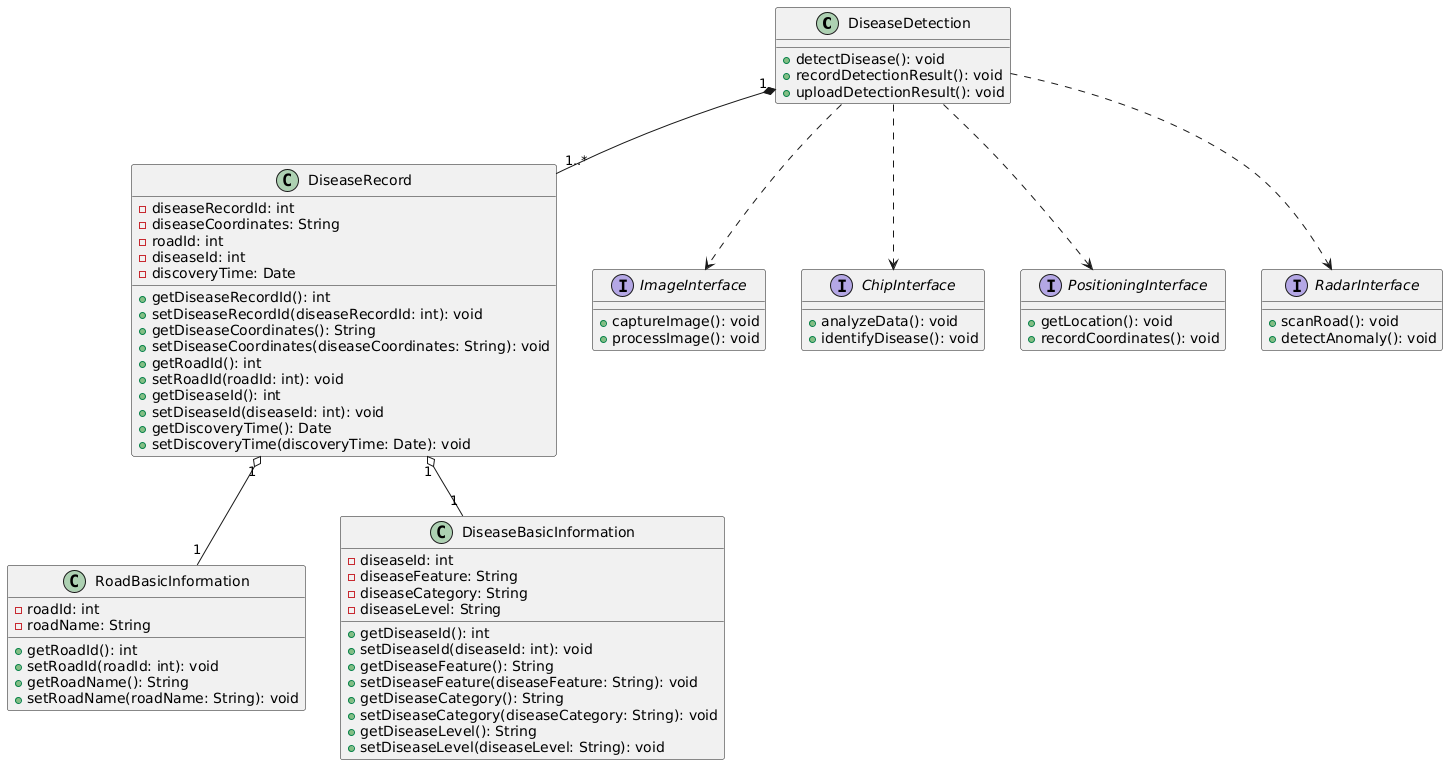 C DiseaseDetection
detectDisease(): void
recordDetectionResult(): void
uploadDetectionResult(): void
1
1..*
C DiseaseRecord
diseaseRecordId: int
diseaseCoordinates: String
roadId: int
diseaseId: int
discoveryTime: Date
getDiseaseRecordId(): int
setDiseaseRecordId(diseaseRecordId: int): void
getDiseaseCoordinates(): String
setDiseaseCoordinates(diseaseCoordinates: String): void
getRoadId(): int
setRoadId(roadId: int): void
getDiseaseId(): int
setDiseaseId(diseaseId: int): void
getDiscoveryTime(): Date
setDiscoveryTime(discoveryTime: Date): void
I ImageInterface
captureImage(): void
processImage(): void
I ChipInterface
analyzeData(): void
identifyDisease(): void
I PositioningInterface
getLocation(): void
recordCoordinates(): void
I RadarInterface
scanRoad(): void
detectAnomaly(): void
1
1
1
1
C RoadBasicInformation
roadId: int
roadName: String
getRoadId(): int
setRoadId(roadId: int): void
getRoadName(): String
setRoadName(roadName: String): void
C DiseaseBasicInformation
diseaseId: int
diseaseFeature: String
diseaseCategory: String
diseaseLevel: String
getDiseaseId(): int
setDiseaseId(diseaseId: int): void
getDiseaseFeature(): String
setDiseaseFeature(diseaseFeature: String): void
getDiseaseCategory(): String
setDiseaseCategory(diseaseCategory: String): void
getDiseaseLevel(): String
setDiseaseLevel(diseaseLevel: String): void